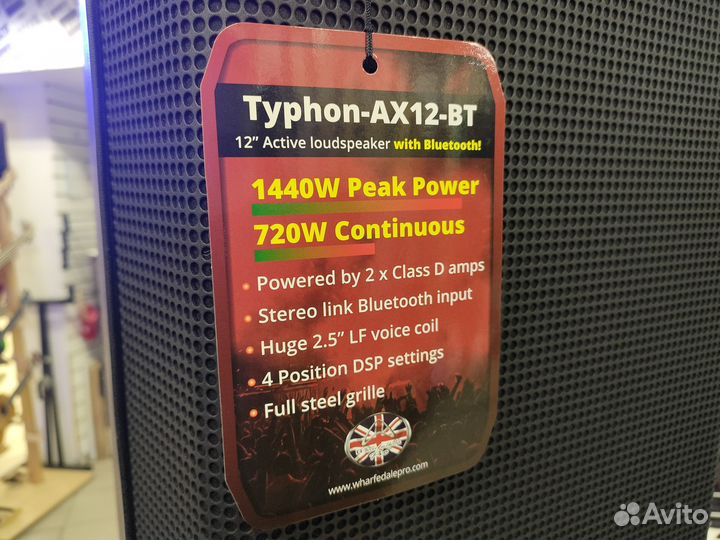 Typhon-AX12-BT
12” Active loudspeaker with Bluetooth!
1440W Peak Power
720W Continuous
• Powered by 2 x Class D amps
• Stereo link Bluetooth input
• Huge 2.5” LF voice coil
• 4 Position DSP settings
• Full steel grille
www.wharfedalepro.com
Avito